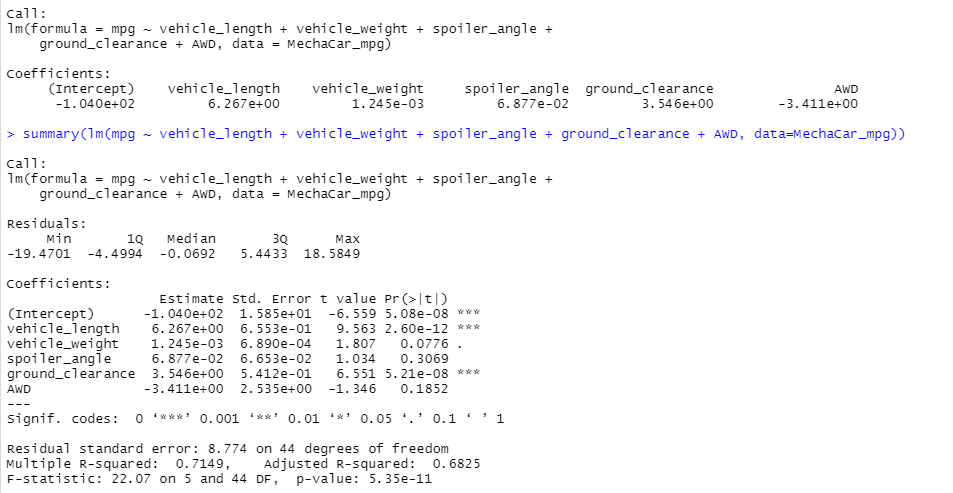 Call:
lm(formula = mpg ~ vehicle_length + vehicle_weight + spoiler_angle +
    ground_clearance + AWD, data = MechaCar_mpg)
Coefficients:
     (Intercept)    vehicle_length    vehicle_weight     spoiler_angle  ground_clearance               AWD
      -1.040e+02         6.267e+00         1.245e-03         6.877e-02         3.546e+00        -3.411e+00
> summary(lm(mpg ~ vehicle_length + vehicle_weight + spoiler_angle + ground_clearance + AWD, data=MechaCar_mpg))
Call:
lm(formula = mpg ~ vehicle_length + vehicle_weight + spoiler_angle +
    ground_clearance + AWD, data = MechaCar_mpg)
Residuals:
     Min       1Q   Median       3Q      Max
-19.4701  -4.4994  -0.0692   5.4433  18.5849
Coefficients:
                   Estimate Std. Error t value Pr(>|t|)
(Intercept)      -1.040e+02  1.585e+01  -6.559 5.08e-08 ***
vehicle_length    6.267e+00  6.553e-01   9.563 2.60e-12 ***
vehicle_weight    1.245e-03  6.890e-04   1.807   0.0776 .
spoiler_angle     6.877e-02  6.653e-02   1.034   0.3069
ground_clearance  3.546e+00  5.412e-01   6.551 5.21e-08 ***
AWD              -3.411e+00  2.535e+00  -1.346   0.1852
---
Signif. codes:  0 ‘***’ 0.001 ‘**’ 0.01 ‘*’ 0.05 ‘.’ 0.1 ‘ ’ 1
Residual standard error: 8.774 on 44 degrees of freedom
Multiple R-squared:  0.7149,    Adjusted R-squared:  0.6825
F-statistic: 22.07 on 5 and 44 DF,  p-value: 5.35e-11